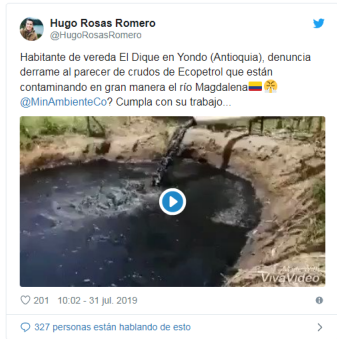 Hugo Rosas Romero
@HugoRosasRomero
Habitante de vereda El Dique en Yondo (Antioquia), denuncia
derrame al parecer de crudos de Ecopetrol que están
contaminando en gran manera el río Magdalena🇨🇴😤
@MinAmbienteCo? Cumpla con su trabajo...
VivaVideo
201 10:02 - 31 jul. 2019
327 personas están hablando de esto